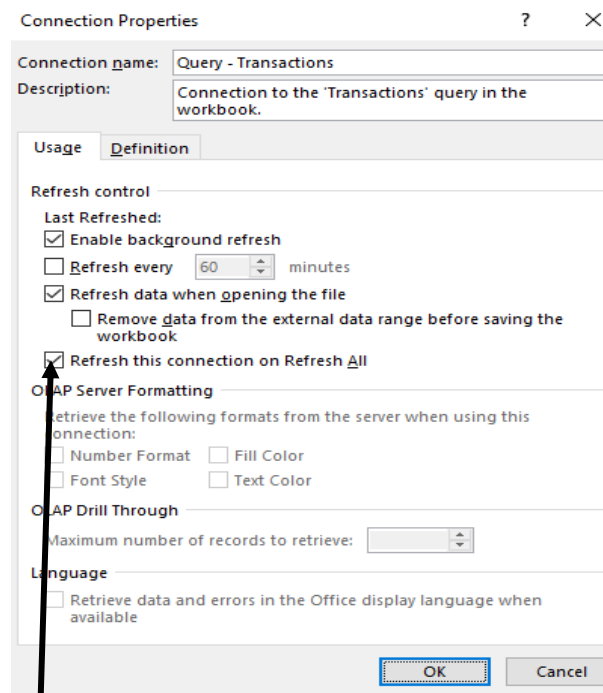 Connection Properties ?
Connection name: Query - Transactions
Description: Connection to the 'Transactions' query in the
workbook.
Usage Definition
Refresh control
Last Refreshed:
Enable background refresh
Refresh every 60 minutes
Refresh data when opening the file
Remove data from the external data range before saving the
workbook
Refresh this connection on Refresh All
OLAP Server Formatting
Retrieve the following formats from the server when using this
connection:
Number Format Fill Color
Font Style Text Color
OLAP Drill Through
Maximum number of records to retrieve:
Language
Retrieve data and errors in the Office display language when
available
OK Cancel